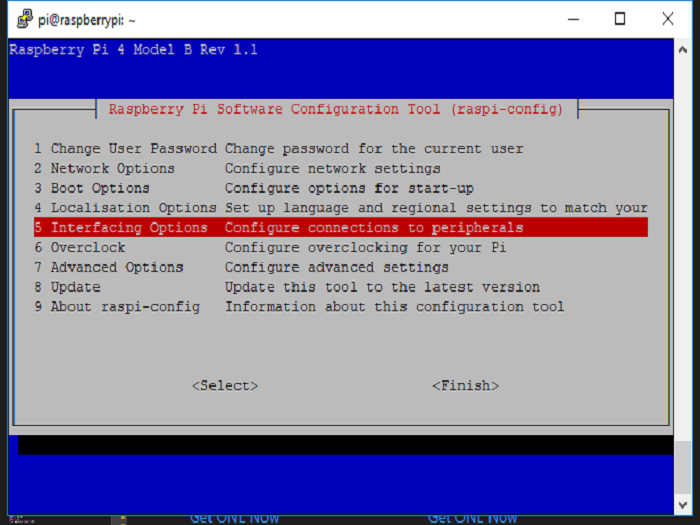 pi@raspberrypi: ~
Raspberry Pi 4 Model B Rev 1.1
Raspberry Pi Software Configuration Tool (raspi-config)
1 Change User Password Change password for the current user
2 Network Options Configure network settings
3 Boot Options Configure options for start-up
4 Localisation Options Set up language and regional settings to match your
5 Interfacing Options Configure connections to peripherals
6 Overclock Configure overclocking for your Pi
7 Advanced Options Configure advanced settings
8 Update Update this tool to the latest version
9 About raspi-config Information about this configuration tool
<Select> <Finish>
Get ONE Now Get ONE Now